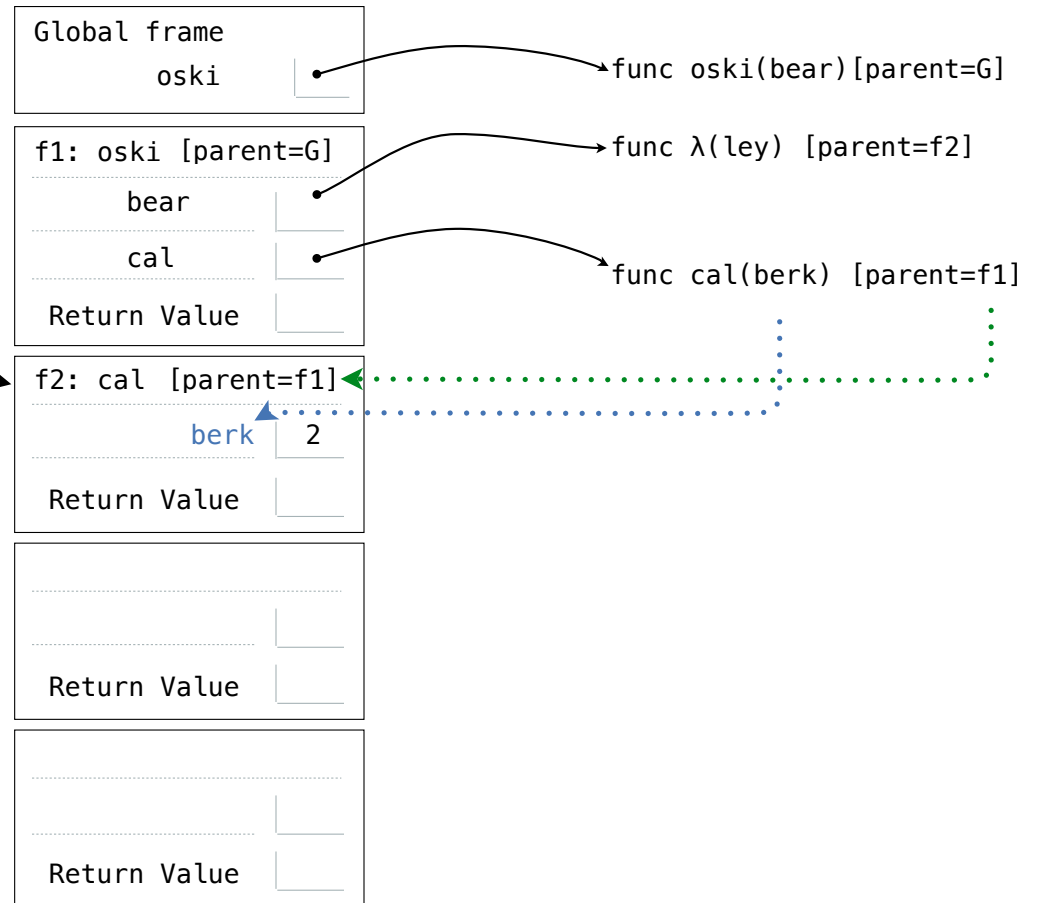 Global frame
oski
func oski(bear)[parent=G]
f1: oski [parent=G]
func λ(ley) [parent=f2]
bear
cal
func cal(berk) [parent=f1]
Return Value
f2: cal [parent=f1]
berk 2
Return Value
Return Value
Return Value